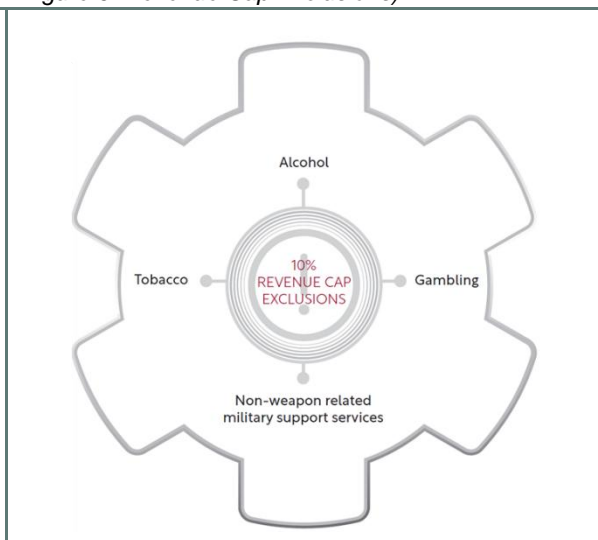 Alcohol
Tobacco
10%
REVENUE CAP
EXCLUSIONS
Gambling
Non-weapon related
military support services